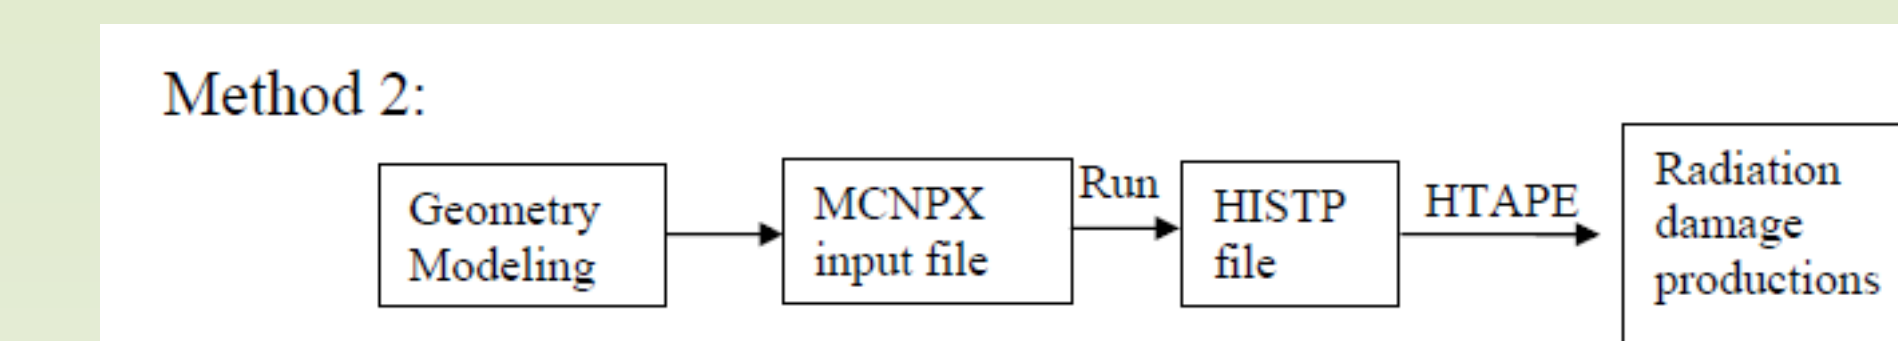 Method 2:
Geometry
Modeling
MCNPX
input file
Run
HISTP
file
HTAPE
Radiation
damage
productions